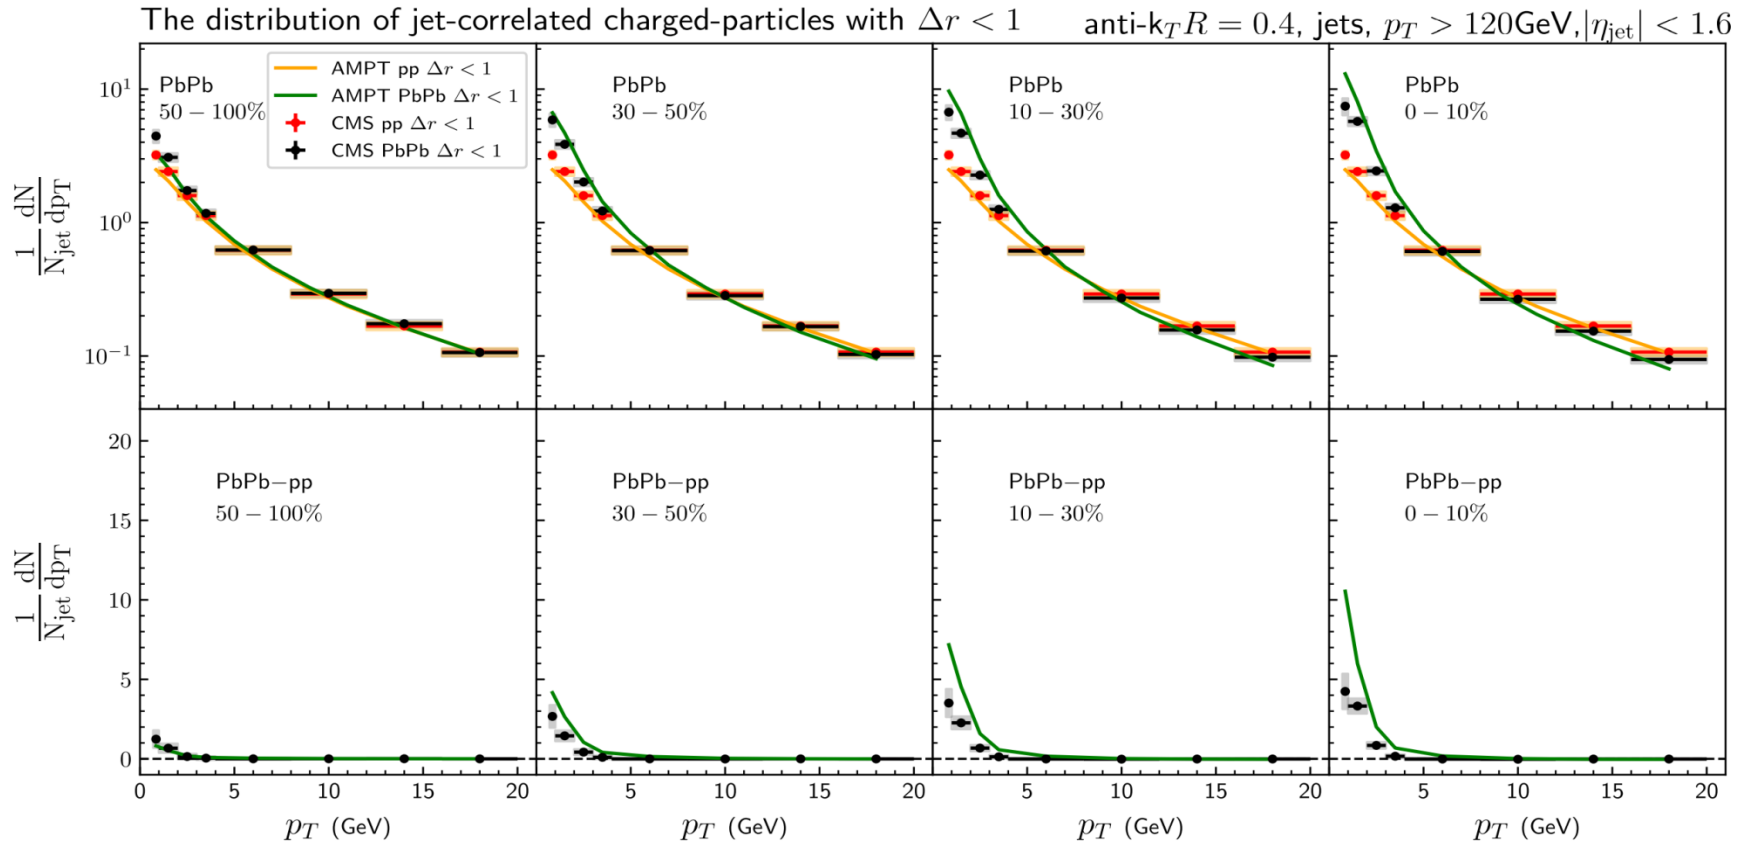 The distribution of jet-correlated charged-particles with Δr < 1
anti-k_T R = 0.4, jets, p_T > 120GeV,|η_jet| < 1.6
PbPb
50 − 100%
AMPT pp Δr < 1
AMPT PbPb Δr < 1
CMS pp Δr < 1
CMS PbPb Δr < 1
PbPb
30 − 50%
PbPb
10 − 30%
PbPb
0 − 10%
10^1
10^0
10^−1
1/N_jet dN/dp_T
PbPb−pp
50 − 100%
PbPb−pp
30 − 50%
PbPb−pp
10 − 30%
PbPb−pp
0 − 10%
20
15
10
5
0
1/N_jet dN/dp_T
0 5 10 15 20 5 10 15 20 5 10 15 20 5 10 15 20
p_T (GeV) p_T (GeV) p_T (GeV) p_T (GeV)